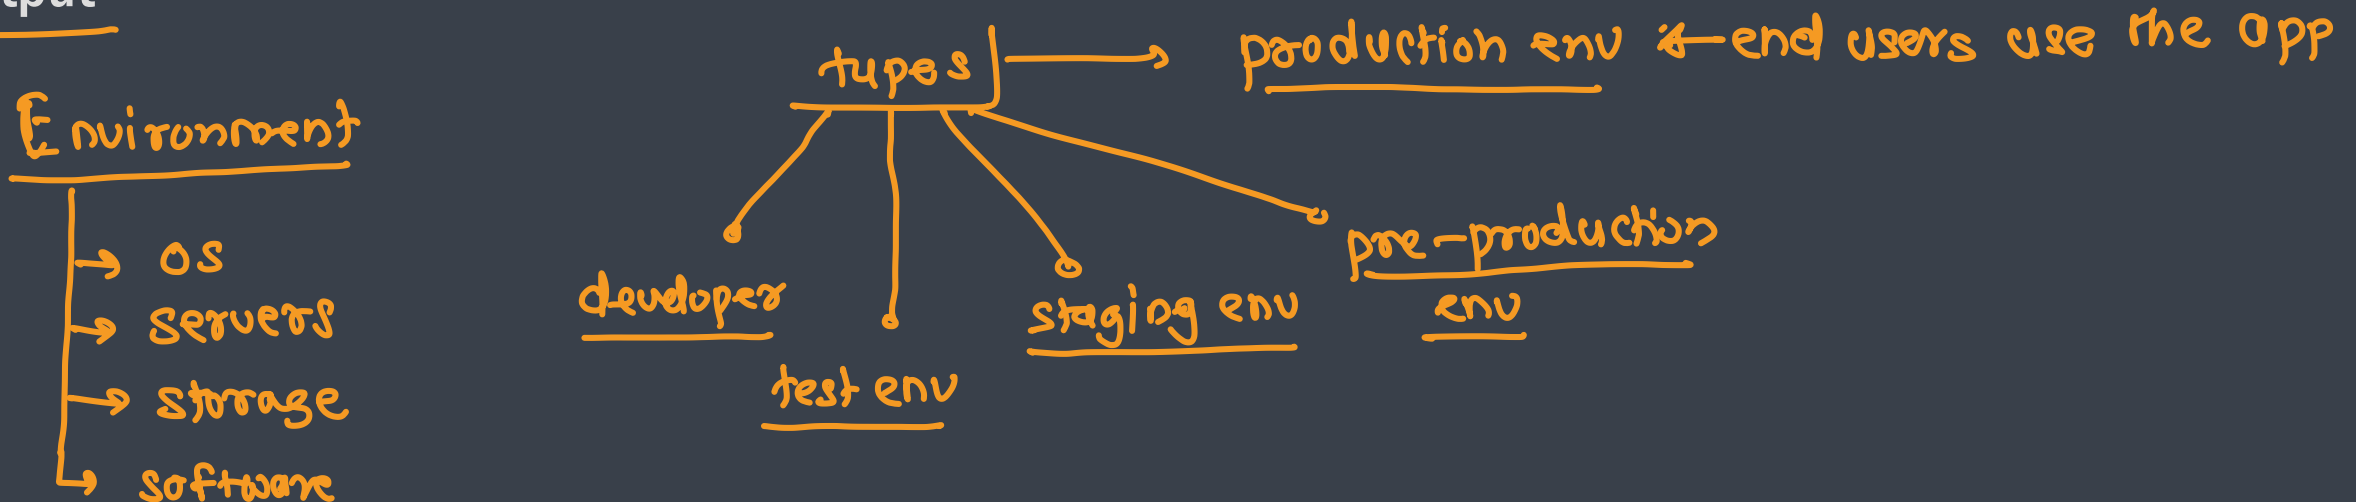 tput
types
production env ← end users use the app
Environment
OS
servers
storage
software
developer
test env
staging env
pre-production
env